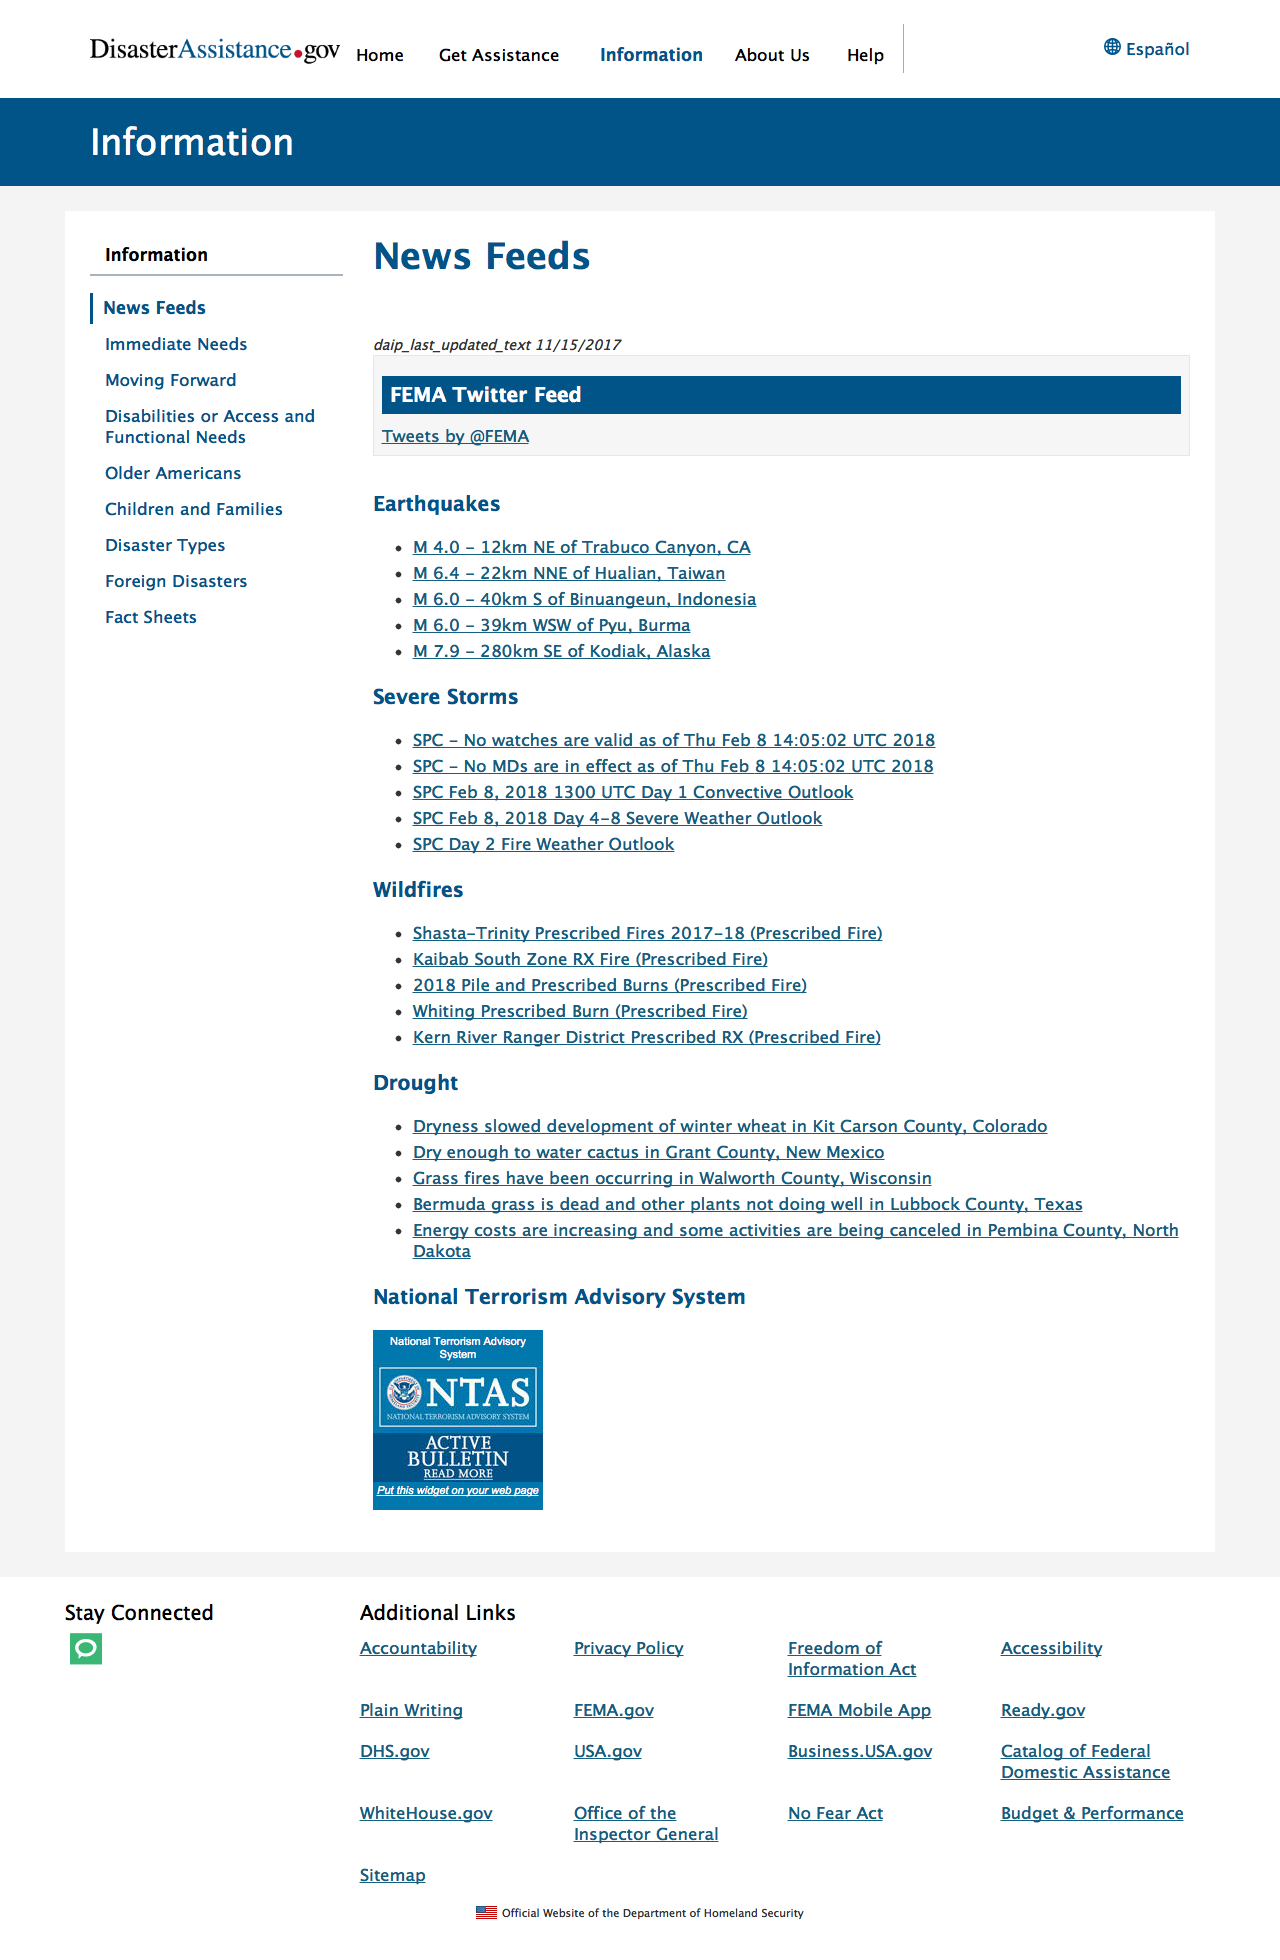 DisasterAssistance.gov
Home
Get Assistance
Information
About Us
Help
Español
Information
Information
News Feeds
Immediate Needs
Moving Forward
Disabilities or Access and
Functional Needs
Older Americans
Children and Families
Disaster Types
Foreign Disasters
Fact Sheets
News Feeds
daip_last_updated_text 11/15/2017
FEMA Twitter Feed
Tweets by @FEMA
Earthquakes
M 4.0 - 12km NE of Trabuco Canyon, CA
M 6.4 - 22km NNE of Hualian, Taiwan
M 6.0 - 40km S of Binuangeun, Indonesia
M 6.0 - 39km WSW of Pyu, Burma
M 7.9 - 280km SE of Kodiak, Alaska
Severe Storms
SPC - No watches are valid as of Thu Feb 8 14:05:02 UTC 2018
SPC - No MDs are in effect as of Thu Feb 8 14:05:02 UTC 2018
SPC Feb 8, 2018 1300 UTC Day 1 Convective Outlook
SPC Feb 8, 2018 Day 4-8 Severe Weather Outlook
SPC Day 2 Fire Weather Outlook
Wildfires
Shasta-Trinity Prescribed Fires 2017-18 (Prescribed Fire)
Kaibab South Zone RX Fire (Prescribed Fire)
2018 Pile and Prescribed Burns (Prescribed Fire)
Whiting Prescribed Burn (Prescribed Fire)
Kern River Ranger District Prescribed RX (Prescribed Fire)
Drought
Dryness slowed development of winter wheat in Kit Carson County, Colorado
Dry enough to water cactus in Grant County, New Mexico
Grass fires have been occurring in Walworth County, Wisconsin
Bermuda grass is dead and other plants not doing well in Lubbock County, Texas
Energy costs are increasing and some activities are being canceled in Pembina County, North
Dakota
National Terrorism Advisory System
National Terrorism Advisory
System
NTAS
NATIONAL TERRORISM ADVISORY SYSTEM
ACTIVE
BULLETIN
READ MORE
Put this widget on your web page
Stay Connected
Additional Links
Accountability
Privacy Policy
Freedom of
Information Act
Accessibility
Plain Writing
FEMA.gov
FEMA Mobile App
Ready.gov
DHS.gov
USA.gov
Business.USA.gov
Catalog of Federal
Domestic Assistance
WhiteHouse.gov
Office of the
Inspector General
No Fear Act
Budget & Performance
Sitemap
Official Website of the Department of Homeland Security